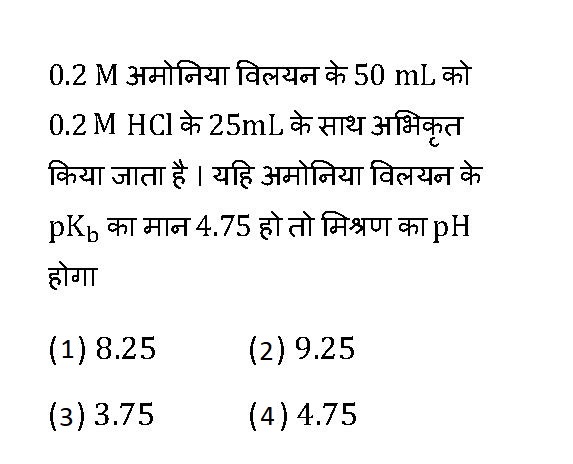 0.2 M अमोनिया विलयन के 50 mL को
0.2 M HCl के 25mL के साथ अभिकृत
किया जाता है । यहि अमोनिया विलयन के
pK_b का मान 4.75 हो तो मिश्रण का pH
होगा
(1) 8.25 (2) 9.25
(3) 3.75 (4) 4.75